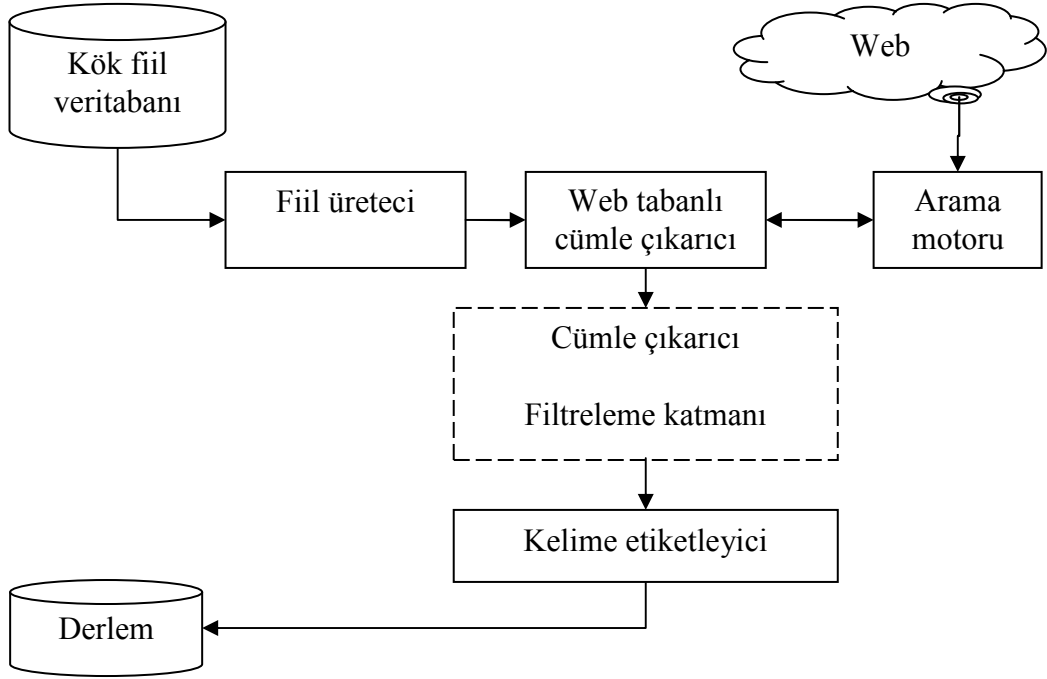 Kök fiil
veritabanı
Web
Fiil üreteci
Web tabanlı
cümle çıkarıcı
Arama
motoru
Cümle çıkarıcı
Filtreleme katmanı
Kelime etiketleyici
Derlem